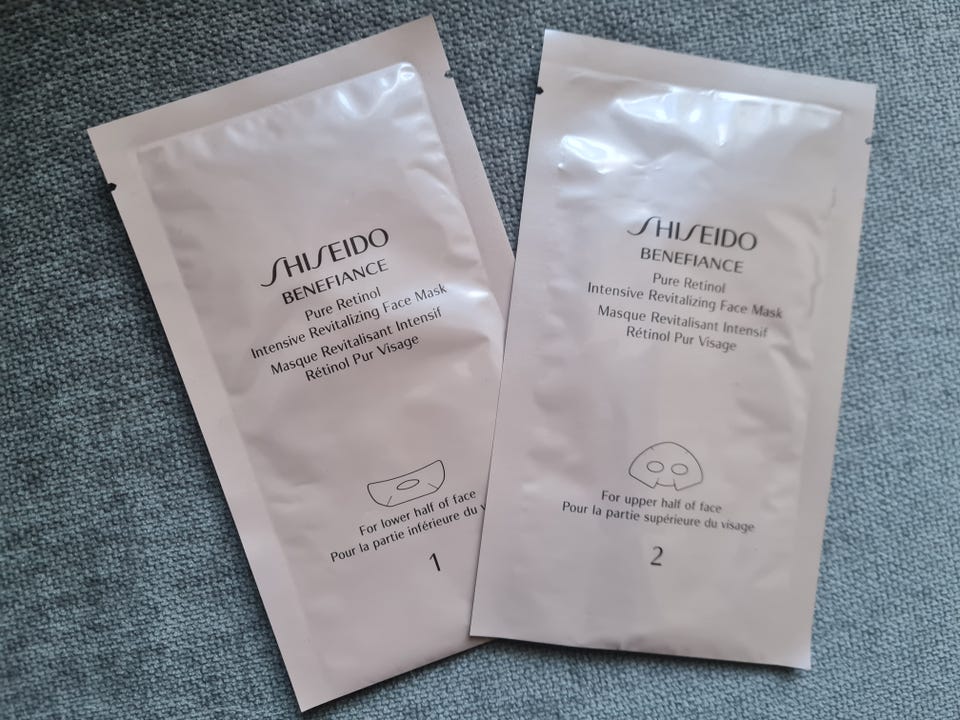 SHISEIDO
BENEFIANCE
Pure Retinol
Intensive Revitalizing Face Mask
Masque Revitalisant Intensif
Rétinol Pur Visage
For lower half of face
Pour la partie inférieure du
1
SHISEIDO
BENEFIANCE
Pure Retinol
Intensive Revitalizing Face Mask
Masque Revitalisant Intensif
Rétinol Pur Visage
For upper half of face
Pour la partie supérieure du visage
2